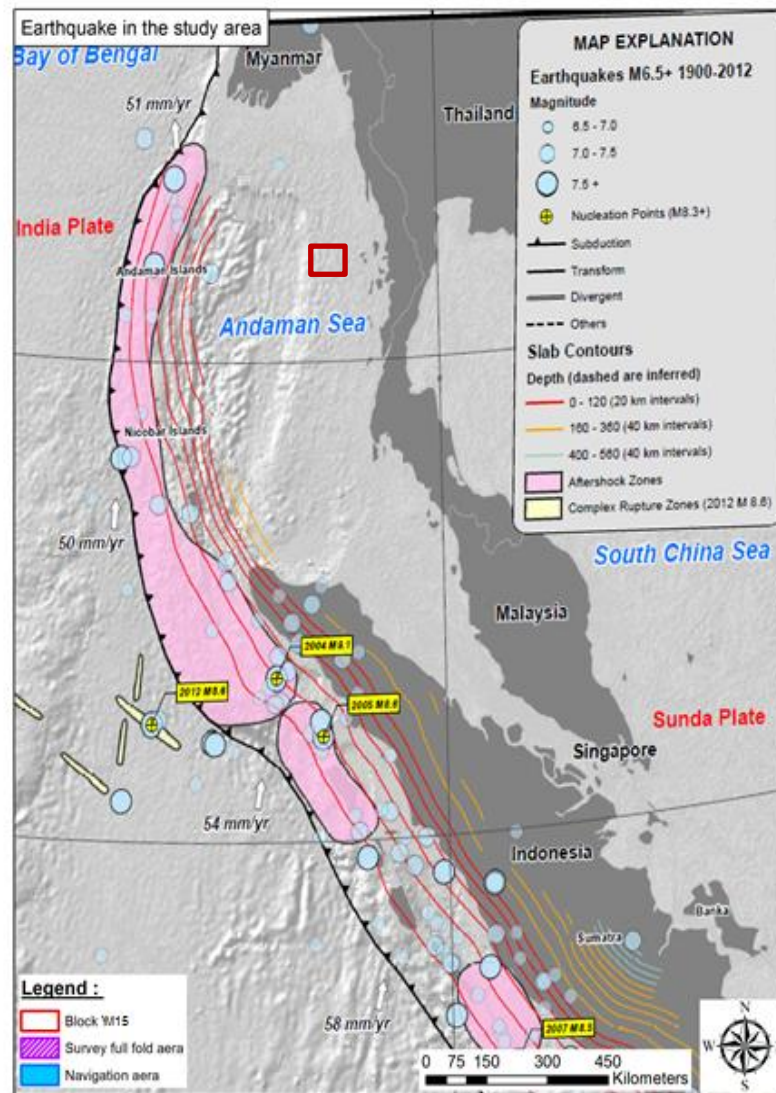 Earthquake in the study area
Bay of Bengal
Myanmar
51 mm/yr
Thailand
India Plate
Andaman Islands
Andaman Sea
Nicobar Islands
50 mm/yr
South China Sea
Malaysia
2004 M9.1
2012 M8.6
2005 M8.6
Sunda Plate
Singapore
54 mm/yr
Indonesia
Banka
Sumatra
58 mm/yr
2007 M8.5
MAP EXPLANATION
Earthquakes M6.5+ 1900-2012
Magnitude
6.5 - 7.0
7.0 - 7.5
7.5 +
Nucleation Points (M8.3+)
Subduction
Transform
Divergent
Others
Slab Contours
Depth (dashed are inferred)
0 - 120 (20 km intervals)
160 - 360 (40 km intervals)
400 - 560 (40 km intervals)
Aftershock Zones
Complex Rupture Zones (2012 M 8.6)
Legend :
Block 'M15
Survey full fold aera
Navigation aera
N
W
E
S
0 75 150 300 450
Kilometers